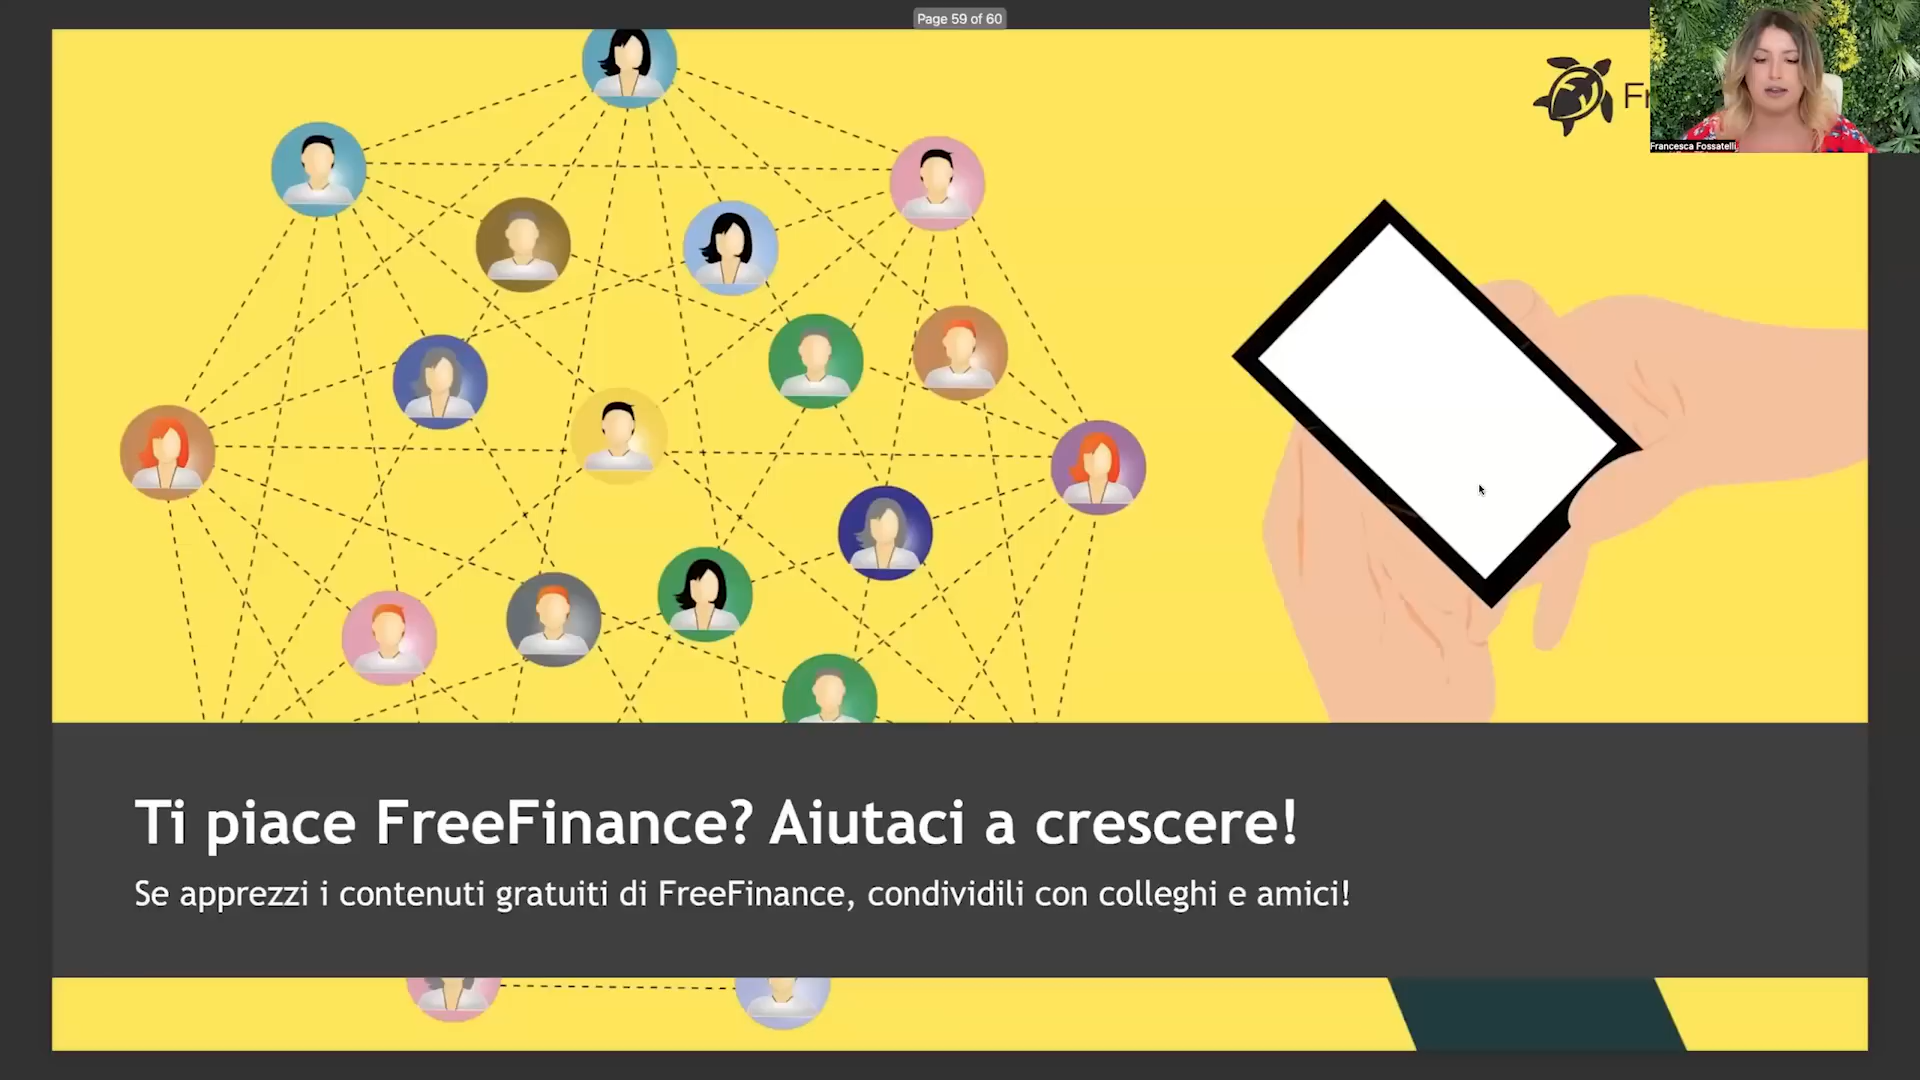 Page 59 of 60
Fr
Francesca Fossatelli
Ti piace FreeFinance? Aiutaci a crescere!
Se apprezzi i contenuti gratuiti di FreeFinance, condividili con colleghi e amici!